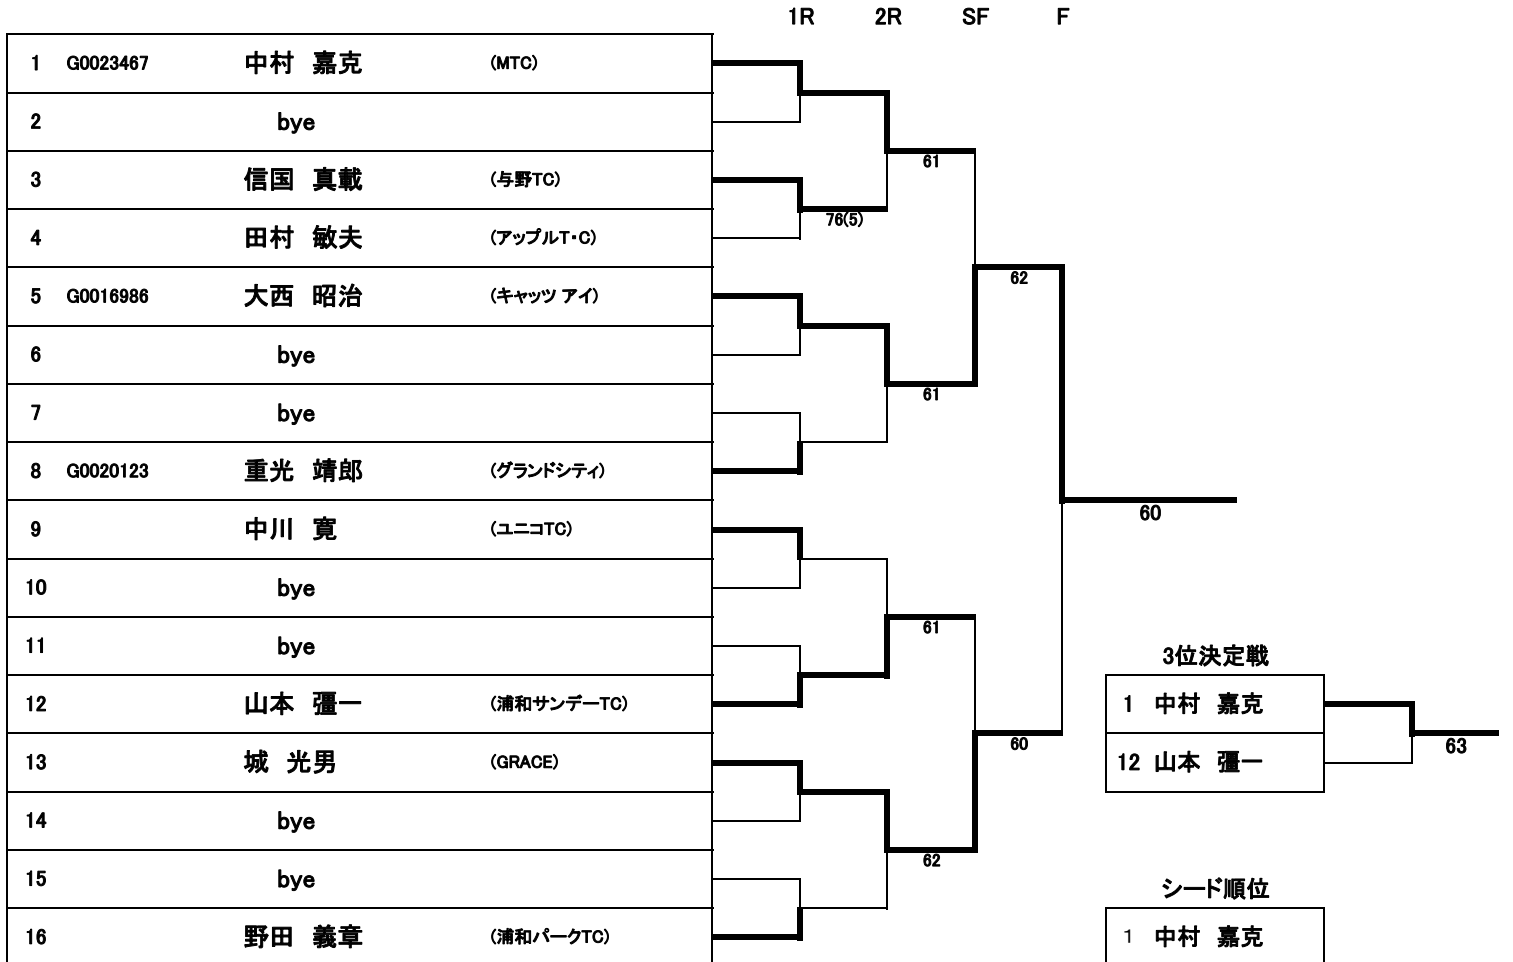 1R 2R SF F
1 G0023467 中村 嘉克 (MTC)
2 bye
61
3 信国 真載 (与野TC)
76(5)
4 田村 敏夫 (アップルT・C)
62
5 G0016986 大西 昭治 (キャッツ アイ)
6 bye
61
7 bye
8 G0020123 重光 靖郎 (グランドシティ)
60
9 中川 寛 (ユニコTC)
10 bye
61
11 bye
3位決定戦
12 山本 彊一 (浦和サンデーTC)
1 中村 嘉克
60
63
13 城 光男 (GRACE)
12 山本 彊一
14 bye
62
15 bye
シード順位
16 野田 義章 (浦和パークTC)
1 中村 嘉克